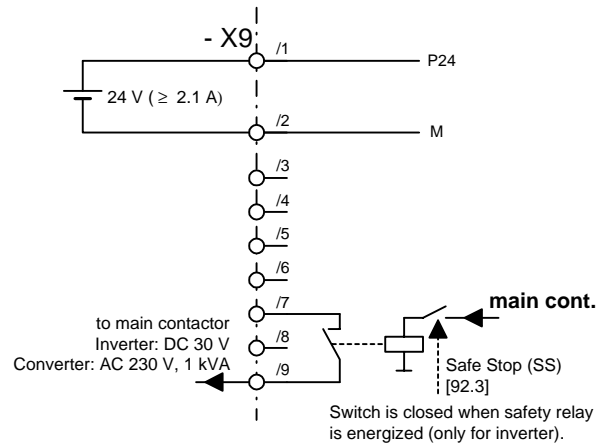 - X9
/1
P24
24 V ( ≥ 2.1 A)
/2
M
/3
/4
/5
/6
/7
main cont.
to main contactor
Inverter: DC 30 V
/8
Converter: AC 230 V, 1 kVA
/9
Safe Stop (SS)
[92.3]
Switch is closed when safety relay
is energized (only for inverter).